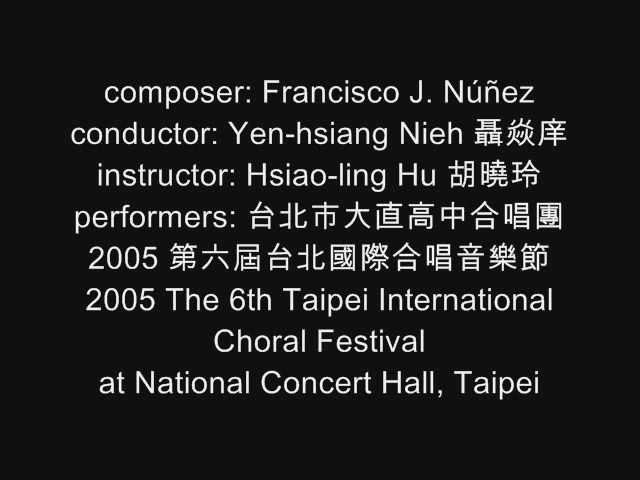 composer: Francisco J. Núñez
conductor: Yen-hsiang Nieh 聶焱庠
instructor: Hsiao-ling Hu 胡曉玲
performers: 台北市大直高中合唱團
2005 第六屆台北國際合唱音樂節
2005 The 6th Taipei International
Choral Festival
at National Concert Hall, Taipei